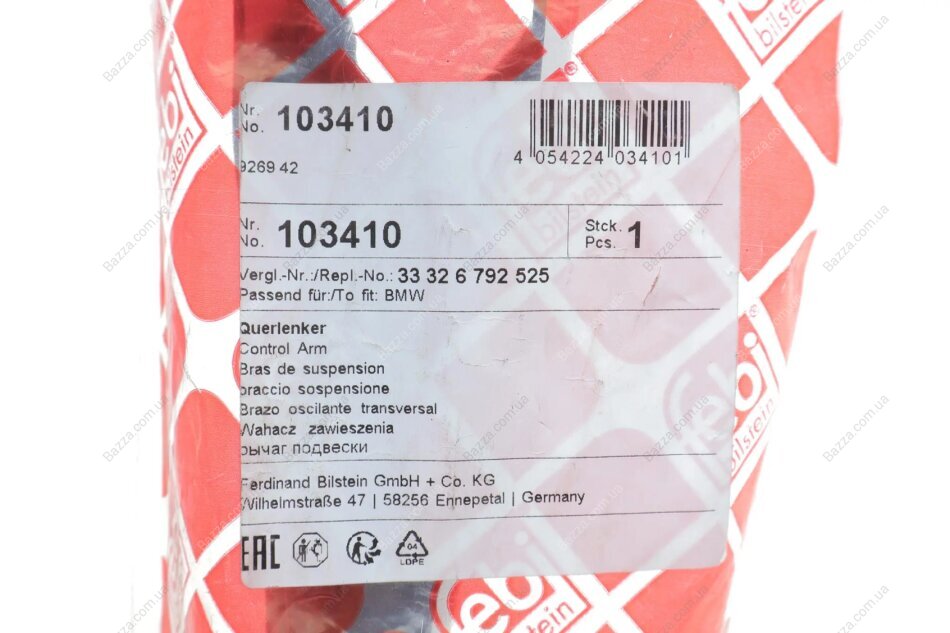 Nr.
No. 103410
4 054224 034101
9269 42
Nr.
No. 103410
Stck.
Pcs. 1
Vergl.-Nr.:/Repl.-No.: 33 32 6 792 525
Passend für:/To fit: BMW
Querlenker
Control Arm
Bras de suspension
braccio sospensione
Brazo oscilante transversal
Wahacz zawieszenia
рычаг подвески
Ferdinand Bilstein GmbH + Co. KG
Wilhelmstraße 47 | 58256 Ennepetal | Germany
EAC
04
LDPE
febi
bilstein
Bazza.com.ua